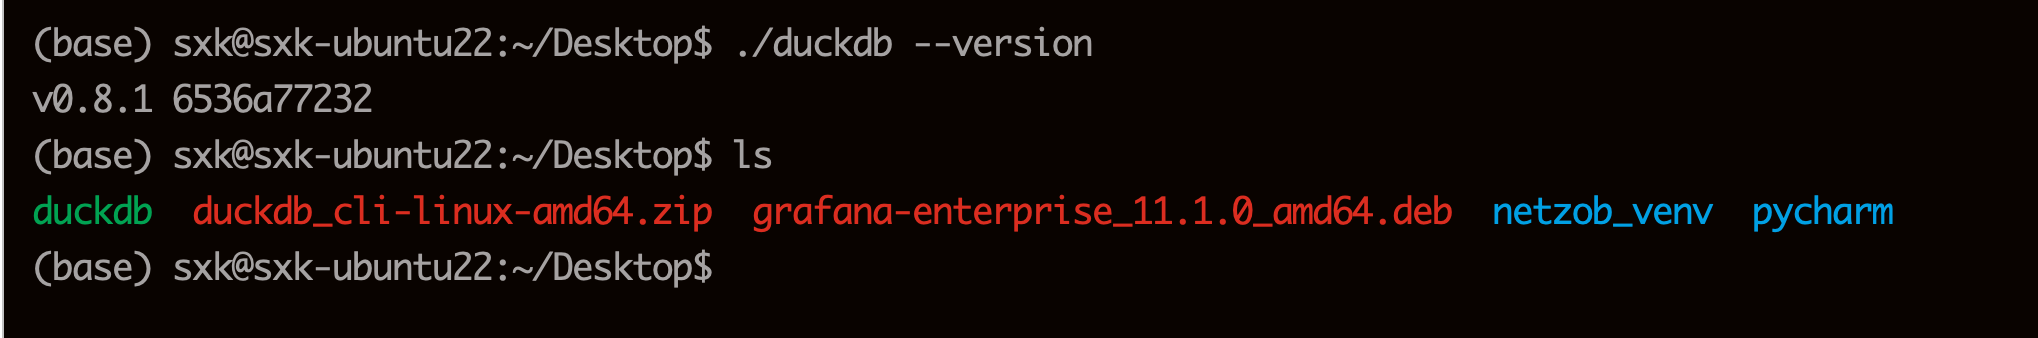 (base) sxk@sxk-ubuntu22:~/Desktop$ ./duckdb --version
v0.8.1 6536a77232
(base) sxk@sxk-ubuntu22:~/Desktop$ ls
duckdb  duckdb_cli-linux-amd64.zip  grafana-enterprise_11.1.0_amd64.deb  netzob_venv  pycharm
(base) sxk@sxk-ubuntu22:~/Desktop$